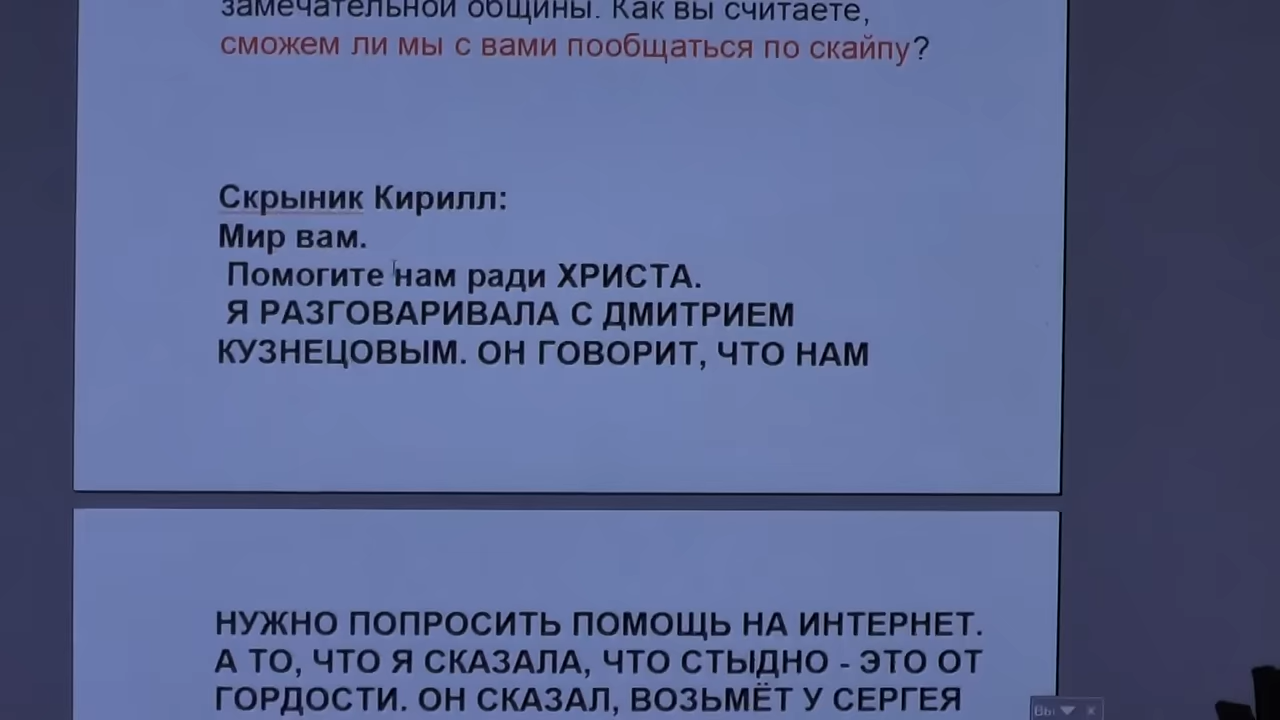 замечательной общины. Как вы считаете,
сможем ли мы с вами пообщаться по скайпу?
Скрыник Кирилл:
Мир вам.
Помогите нам ради ХРИСТА.
Я РАЗГОВАРИВАЛА С ДМИТРИЕМ
КУЗНЕЦОВЫМ. ОН ГОВОРИТ, ЧТО НАМ
НУЖНО ПОПРОСИТЬ ПОМОЩЬ НА ИНТЕРНЕТ.
А ТО, ЧТО Я СКАЗАЛА, ЧТО СТЫДНО - ЭТО ОТ
ГОРДОСТИ. ОН СКАЗАЛ, ВОЗЬМЁТ У СЕРГЕЯ
Вы